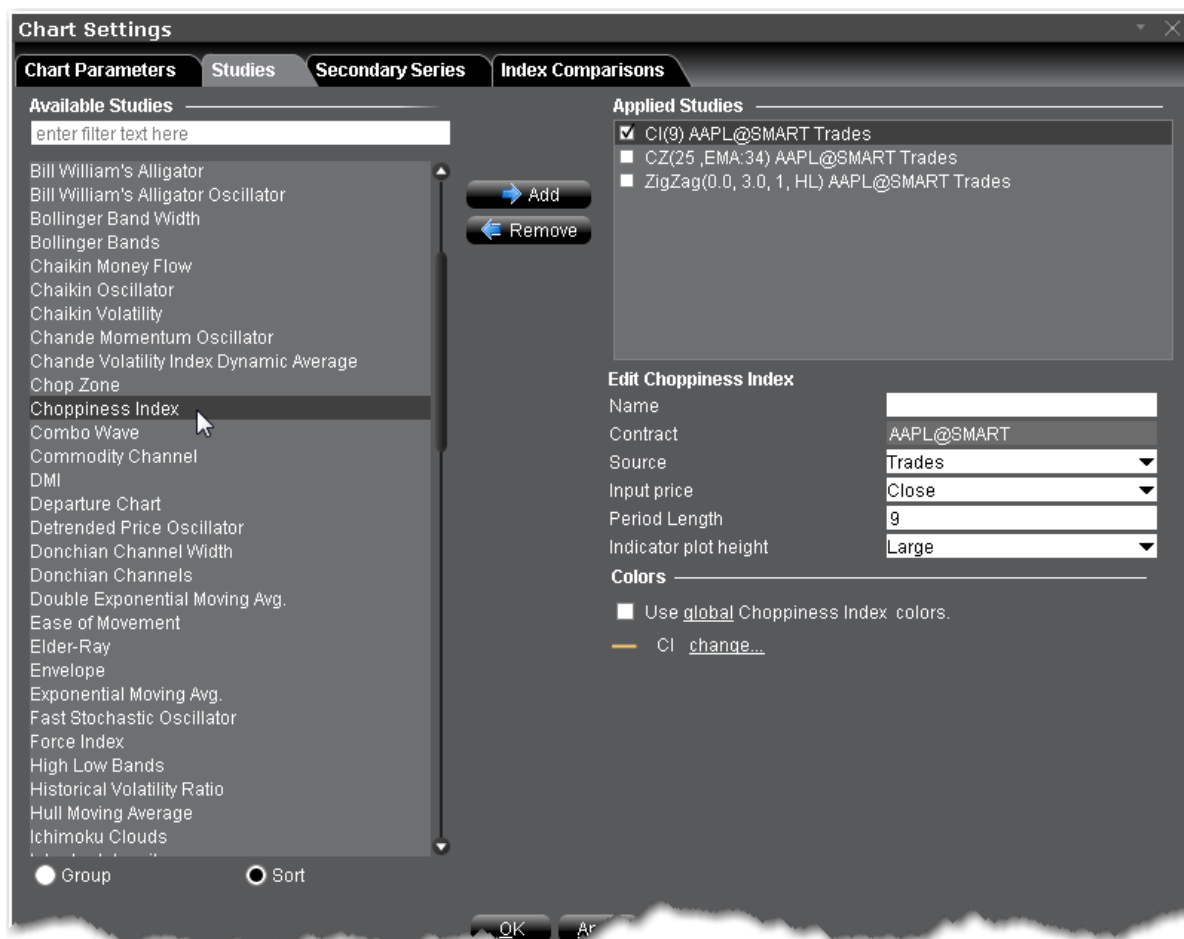 Chart Settings
Chart Parameters
Studies
Secondary Series
Index Comparisons
Available Studies
enter filter text here
Bill William's Alligator
Bill William's Alligator Oscillator
Bollinger Band Width
Bollinger Bands
Chaikin Money Flow
Chaikin Oscillator
Chaikin Volatility
Chande Momentum Oscillator
Chande Volatility Index Dynamic Average
Chop Zone
Choppiness Index
Combo Wave
Commodity Channel
DMI
Departure Chart
Detrended Price Oscillator
Donchian Channel Width
Donchian Channels
Double Exponential Moving Avg.
Ease of Movement
Elder-Ray
Envelope
Exponential Moving Avg.
Fast Stochastic Oscillator
Force Index
High Low Bands
Historical Volatility Ratio
Hull Moving Average
Ichimoku Clouds
Group
Sort
Add
Remove
Applied Studies
CI(9) AAPL@SMART Trades
CZ(25 ,EMA:34) AAPL@SMART Trades
ZigZag(0.0, 3.0, 1, HL) AAPL@SMART Trades
Edit Choppiness Index
Name
Contract AAPL@SMART
Source Trades
Input price Close
Period Length 9
Indicator plot height Large
Colors
Use global Choppiness Index colors.
CI change...
OK